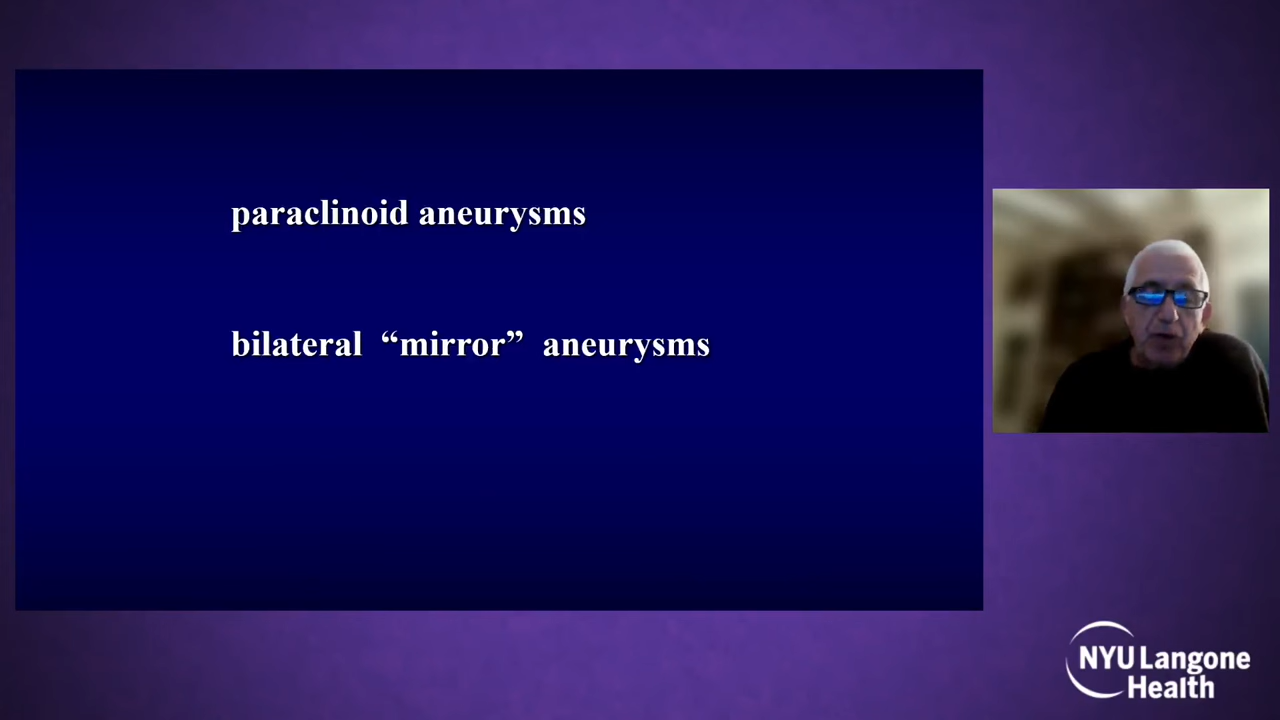 paraclinoid aneurysms
bilateral “mirror” aneurysms
NYU Langone
Health